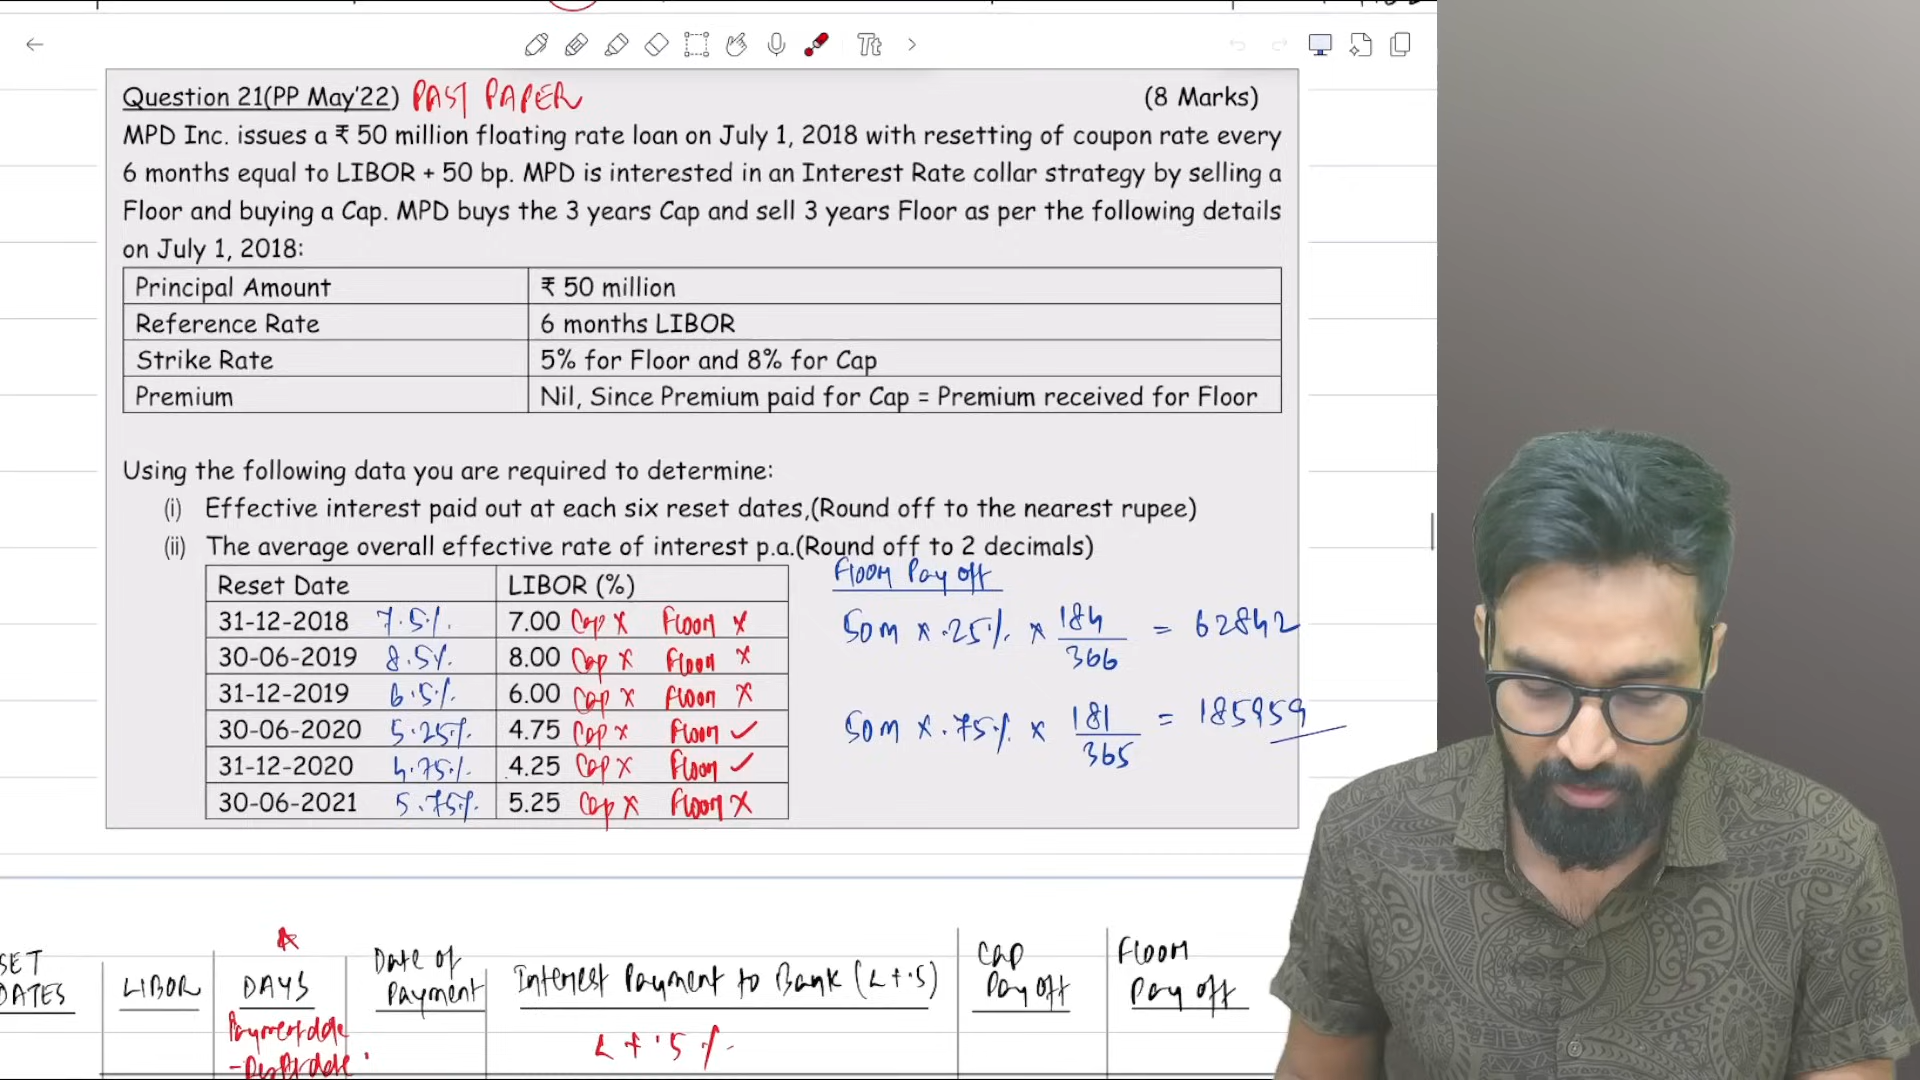 Tt
Question 21(PP May'22) PAST PAPER (8 Marks)
MPD Inc. issues a ₹ 50 million floating rate loan on July 1, 2018 with resetting of coupon rate every
6 months equal to LIBOR + 50 bp. MPD is interested in an Interest Rate collar strategy by selling a
Floor and buying a Cap. MPD buys the 3 years Cap and sell 3 years Floor as per the following details
on July 1, 2018:
Principal Amount ₹ 50 million
Reference Rate 6 months LIBOR
Strike Rate 5% for Floor and 8% for Cap
Premium Nil, Since Premium paid for Cap = Premium received for Floor
Using the following data you are required to determine:
(i) Effective interest paid out at each six reset dates,(Round off to the nearest rupee)
(ii) The average overall effective rate of interest p.a.(Round off to 2 decimals)
Floor Pay off
Reset Date LIBOR (%)
31-12-2018 7.5% 7.00 Cap x Floor x
50m x .25% x 184/366 = 62842
30-06-2019 8.5% 8.00 Cap x Floor x
31-12-2019 6.5% 6.00 Cap x Floor x
30-06-2020 5.25% 4.75 Cap x Floor ✓
50m x .75% x 181/365 = 185959
31-12-2020 4.75% 4.25 Cap x Floor ✓
30-06-2021 5.75% 5.25 Cap x Floor x
SET DATES LIBOR DAYS Date of Payment Interest Payment to Bank (L+.5) Cap Pay off Floor Pay off
Payment date
L + .5%